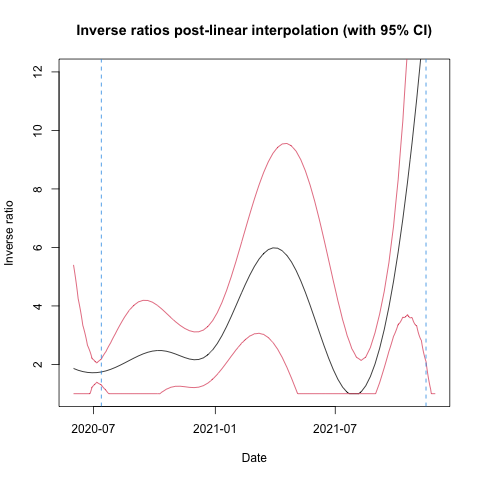 Inverse ratios post-linear interpolation (with 95% CI)
12
10
8
6
4
2
Inverse ratio
2020-07 2021-01 2021-07
Date